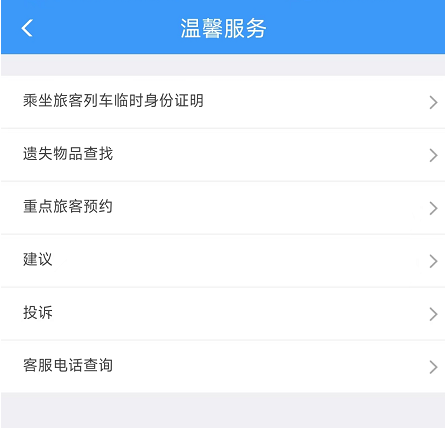 温馨服务
乘坐旅客列车临时身份证明
遗失物品查找
重点旅客预约
建议
投诉
客服电话查询